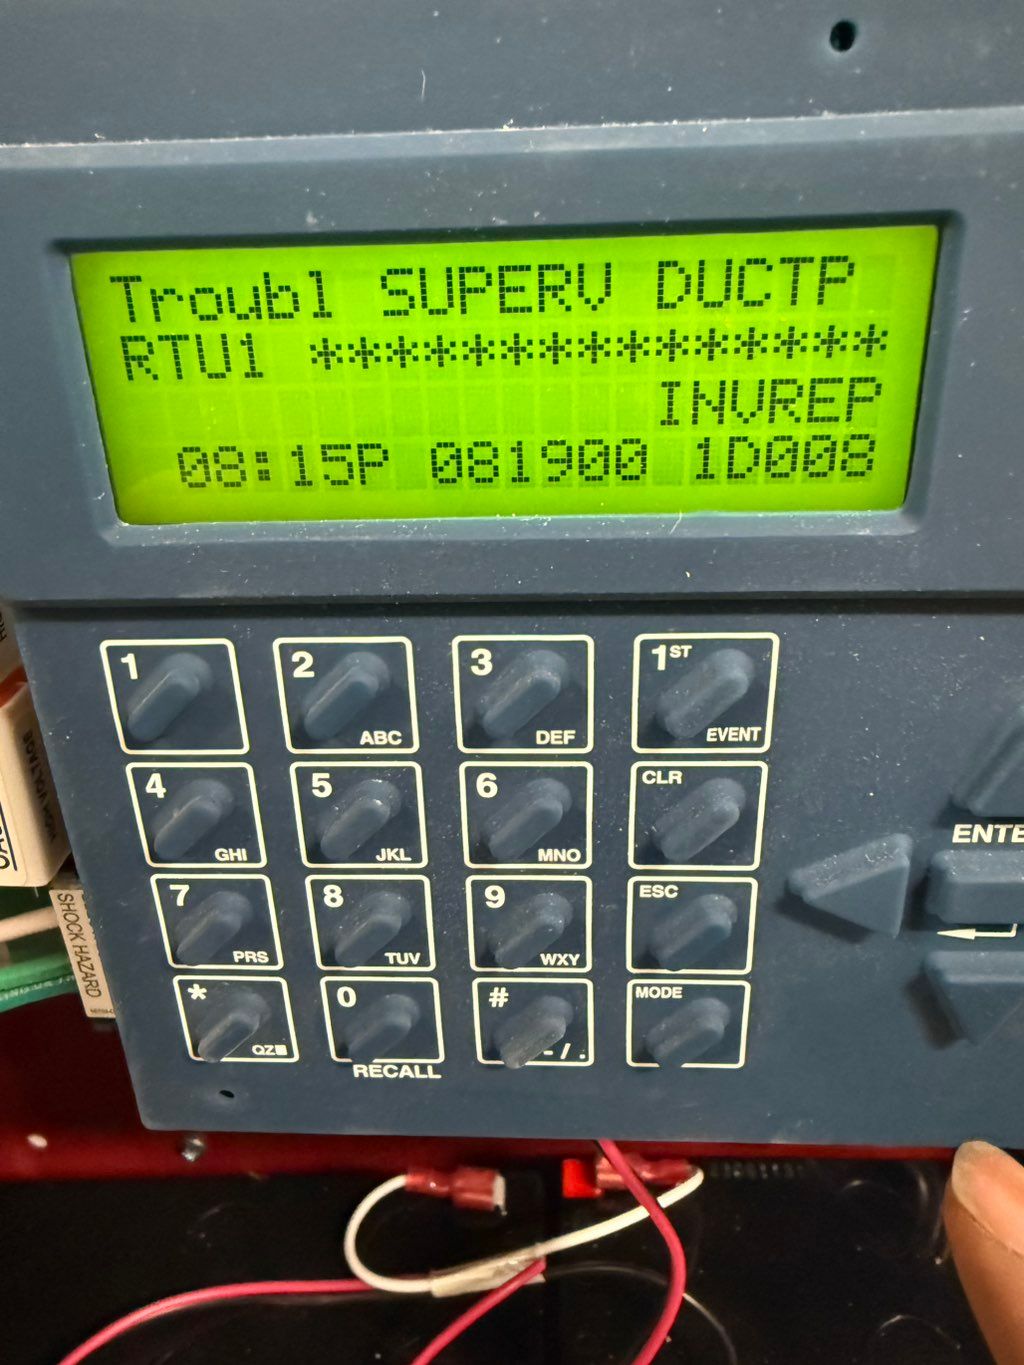 Troubl SUPERV DUCTP
RTU1 ***************
INVREP
08:15P 081900 1D008
1
2 ABC
3 DEF
1ST EVENT
4 GHI
5 JKL
6 MNO
CLR
7 PRS
8 TUV
9 WXY
ESC
* QZ
0
# - / .
MODE
RECALL
SHOCK HAZARD